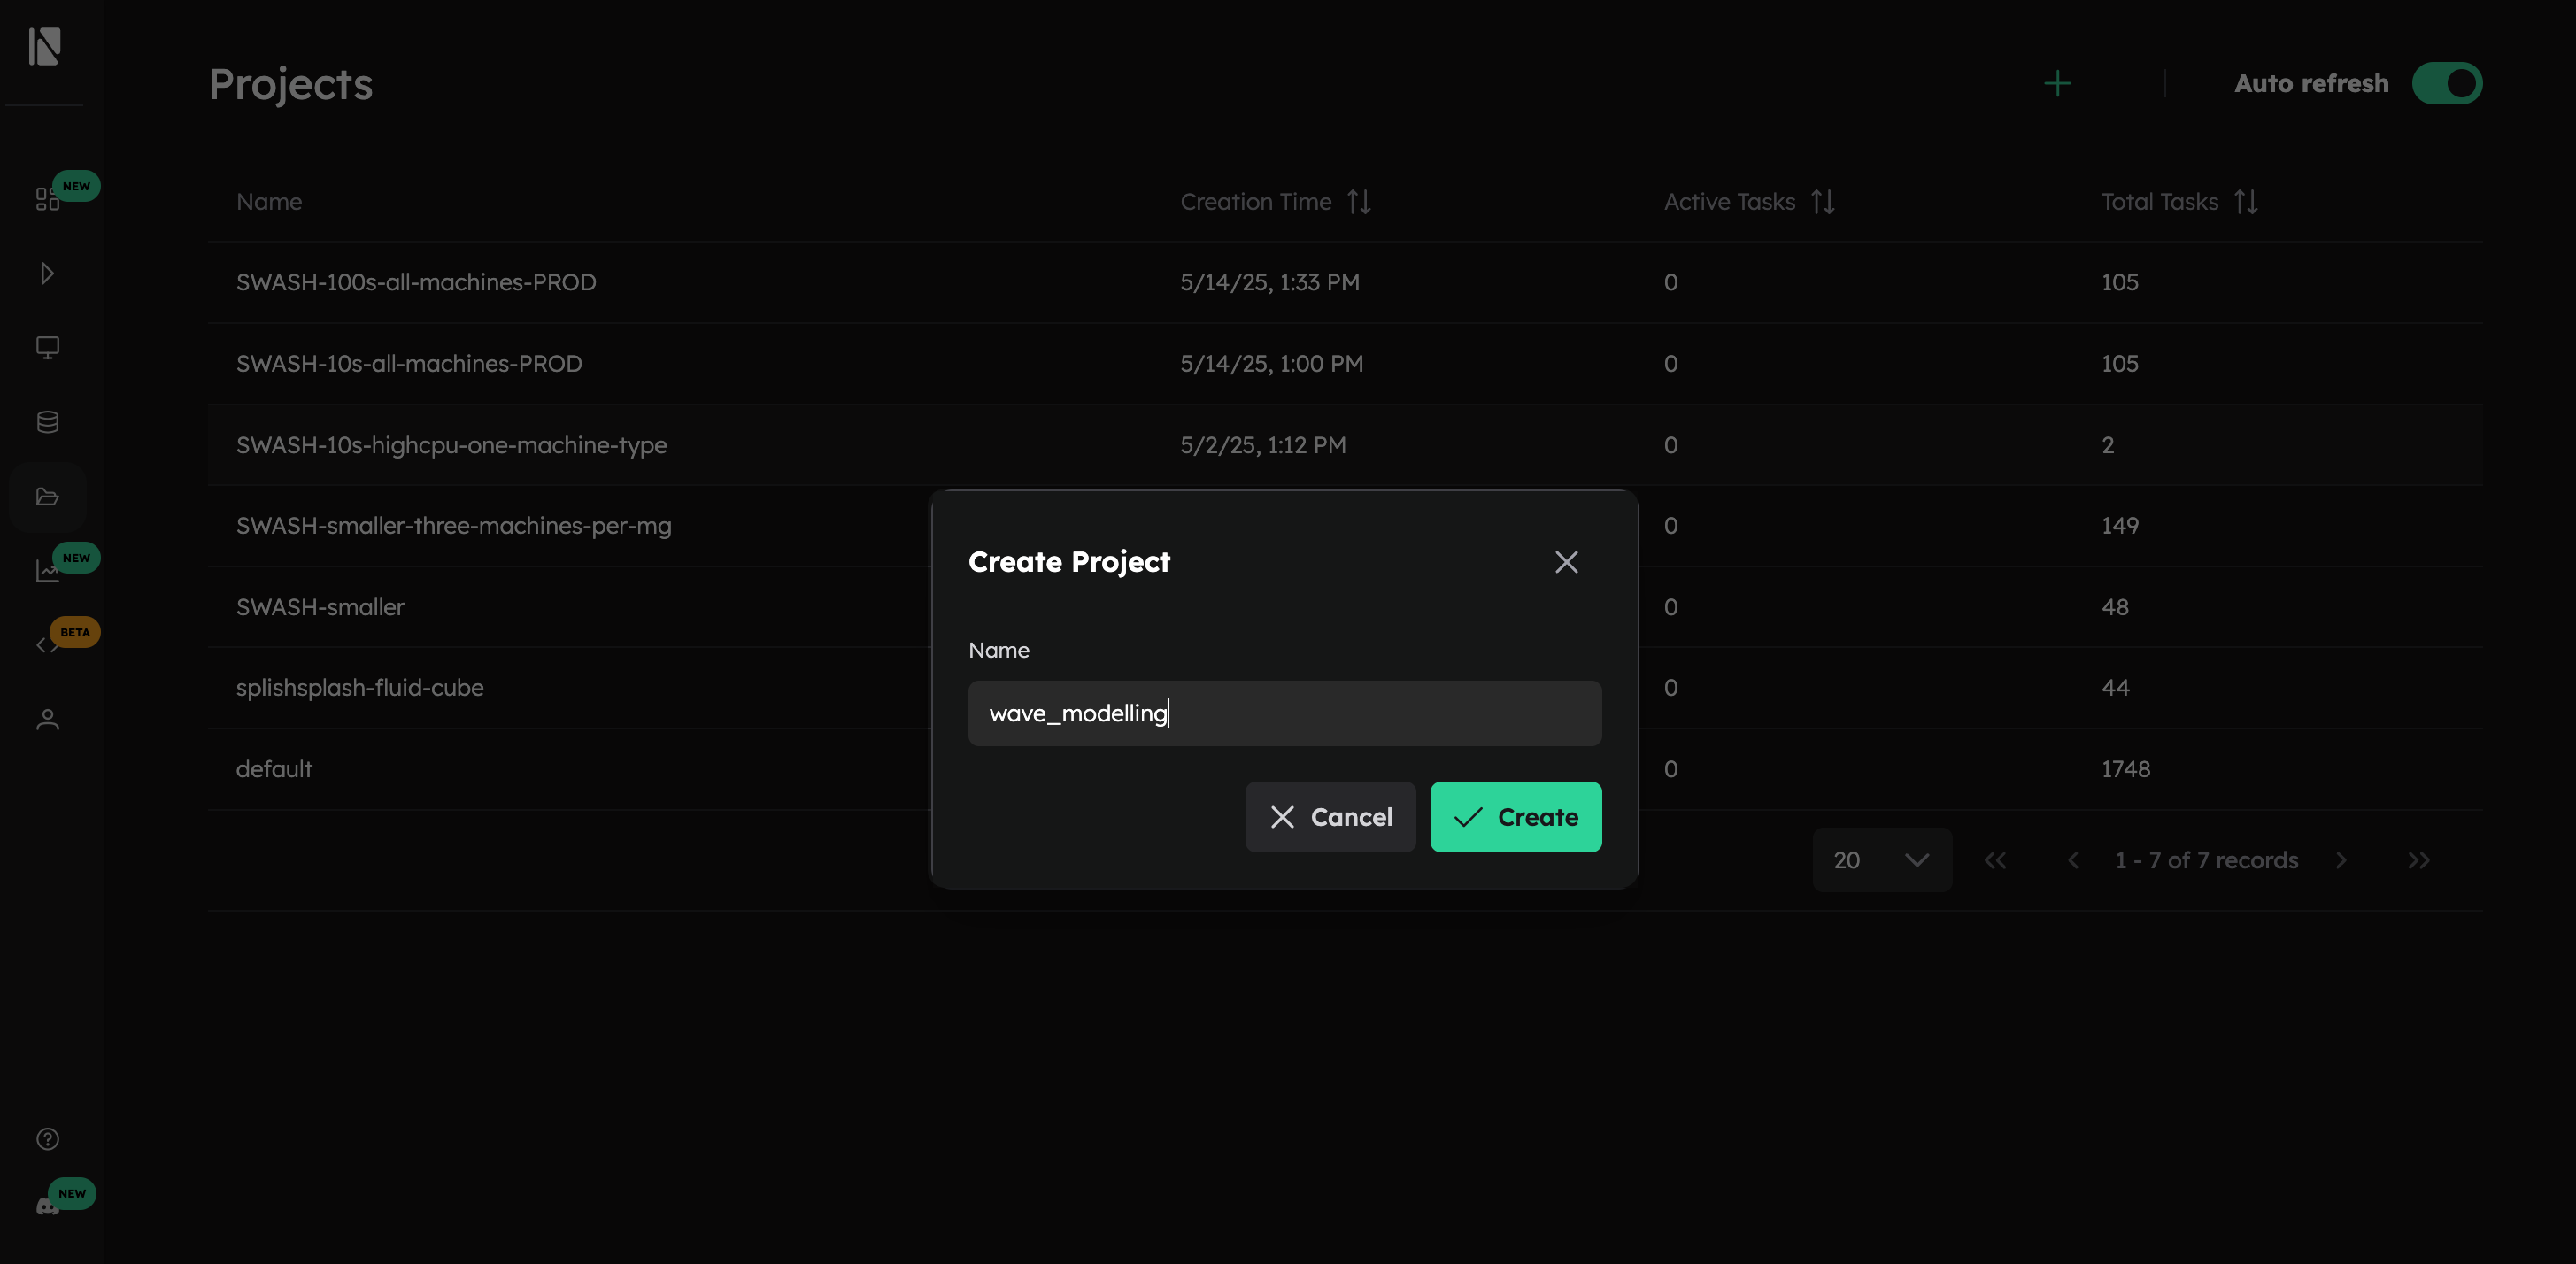 Projects
Auto refresh
NEW
Name Creation Time Active Tasks Total Tasks
SWASH-100s-all-machines-PROD 5/14/25, 1:33 PM 0 105
SWASH-10s-all-machines-PROD 5/14/25, 1:00 PM 0 105
SWASH-10s-highcpu-one-machine-type 5/2/25, 1:12 PM 0 2
SWASH-smaller-three-machines-per-mg 0 149
NEW
SWASH-smaller 0 48
BETA
splishsplash-fluid-cube 0 44
default 0 1748
Create Project
Name
wave_modelling
Cancel Create
20 1 - 7 of 7 records
NEW